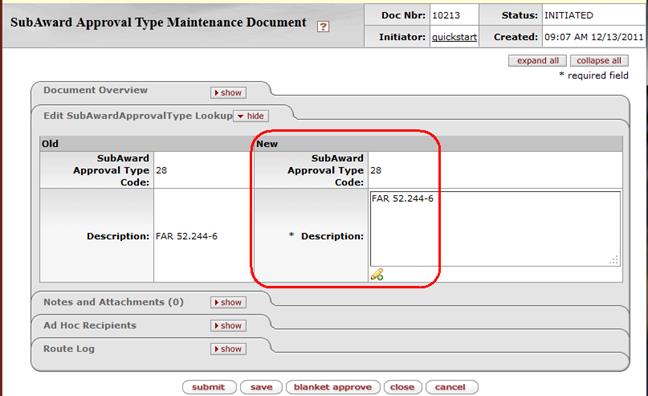 SubAward Approval Type Maintenance Document ?
Doc Nbr: 10213 Status: INITIATED
Initiator: quickstart Created: 09:07 AM 12/13/2011
expand all collapse all
* required field
Document Overview show
Edit SubAwardApprovalType Lookup hide
Old New
SubAward Approval Type Code: 28
SubAward Approval Type Code: 28
Description: FAR 52.244-6
* Description: FAR 52.244-6
Notes and Attachments (0) show
Ad Hoc Recipients show
Route Log show
submit save blanket approve close cancel